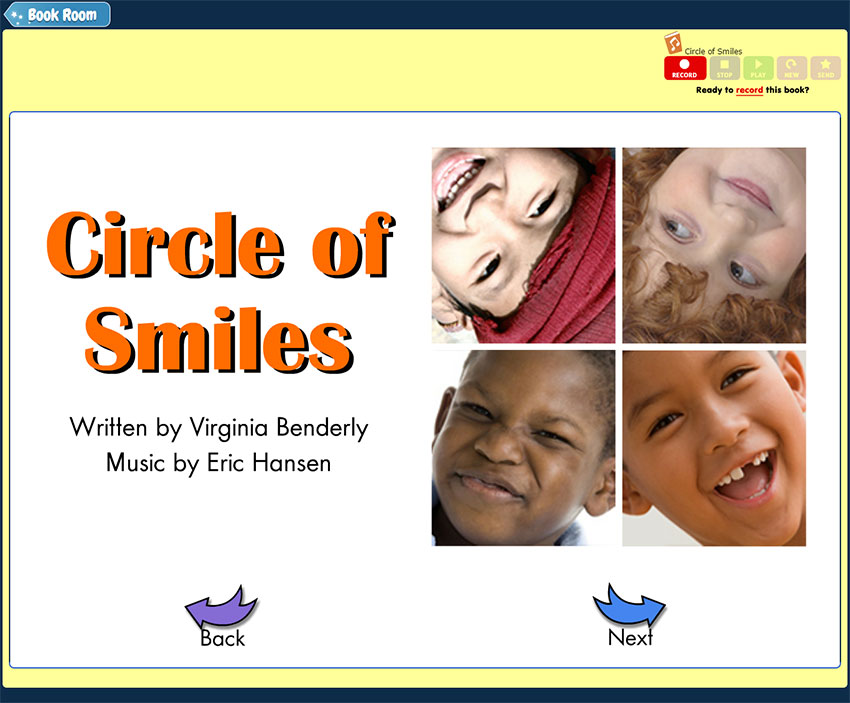 Book Room
Circle of Smiles
RECORD STOP PLAY NEW SEND
Ready to record this book?
Circle of
Smiles
Written by Virginia Benderly
Music by Eric Hansen
Back Next